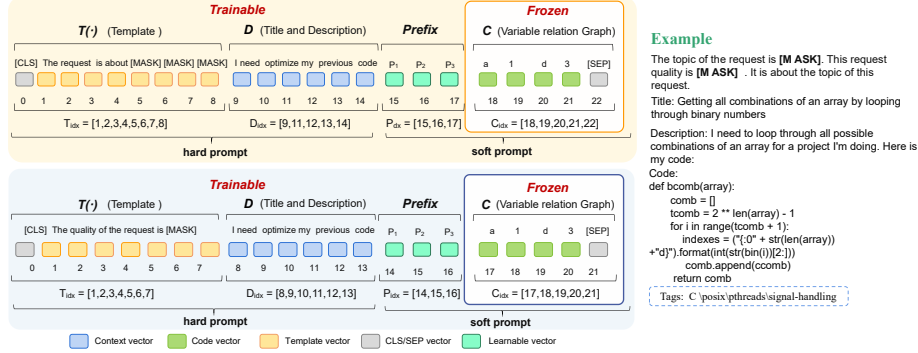 Trainable
Frozen
T(·) (Template )
D (Title and Description)
Prefix
C (Variable relation Graph)
[CLS] The request is about [MASK] [MASK] [MASK]
I need optimize my previous code
P₁ P₂ P₃
a 1 d 3 [SEP]
0 1 2 3 4 5 6 7 8 9 10 11 12 13 14 15 16 17 18 19 20 21 22
Tidx = [1,2,3,4,5,6,7,8]
Didx = [9,11,12,13,14]
Pdx = [15,16,17]
Cidx = [18,19,20,21,22]
hard prompt
soft prompt
Trainable
Frozen
T(·) (Template )
D (Title and Description)
Prefix
C (Variable relation Graph)
[CLS] The quality of the request is [MASK]
I need optimize my previous code
P₁ P₂ P₃
a 1 d 3 [SEP]
0 1 2 3 4 5 6 7 8 9 10 11 12 13 14 15 16 17 18 19 20 21
Tidx = [1,2,3,4,5,6,7]
Didx = [8,9,10,11,12,13]
Pidx = [14,15,16]
Cidx = [17,18,19,20,21]
hard prompt
soft prompt
Context vector
Code vector
Template vector
CLS/SEP vector
Learnable vector
Example
The topic of the request is [M ASK]. This request
quality is [M ASK] . It is about the topic of this
request.
Title: Getting all combinations of an array by looping
through binary numbers
Description: I need to loop through all possible
combinations of an array for a project I'm doing. Here is
my code:
Code:
def bcomb(array):
comb = []
tcomb = 2 ** len(array) - 1
for i in range(tcomb + 1):
indexes = ("{:0" + str(len(array))
+"d}").format(int(str(bin(i))[2:]))
comb.append(ccomb)
return comb
Tags: C \posix\pthreads\signal-handling